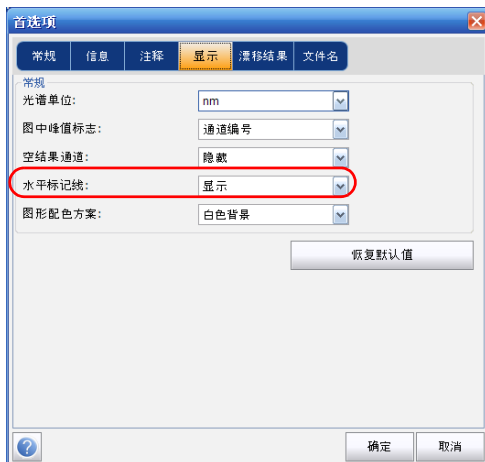 首选项
常规 信息 注释 显示 漂移结果 文件名
常规
光谱单位: nm
图中峰值标志: 通道编号
空结果通道: 隐藏
水平标记线: 显示
图形配色方案: 白色背景
恢复默认值
? 确定 取消